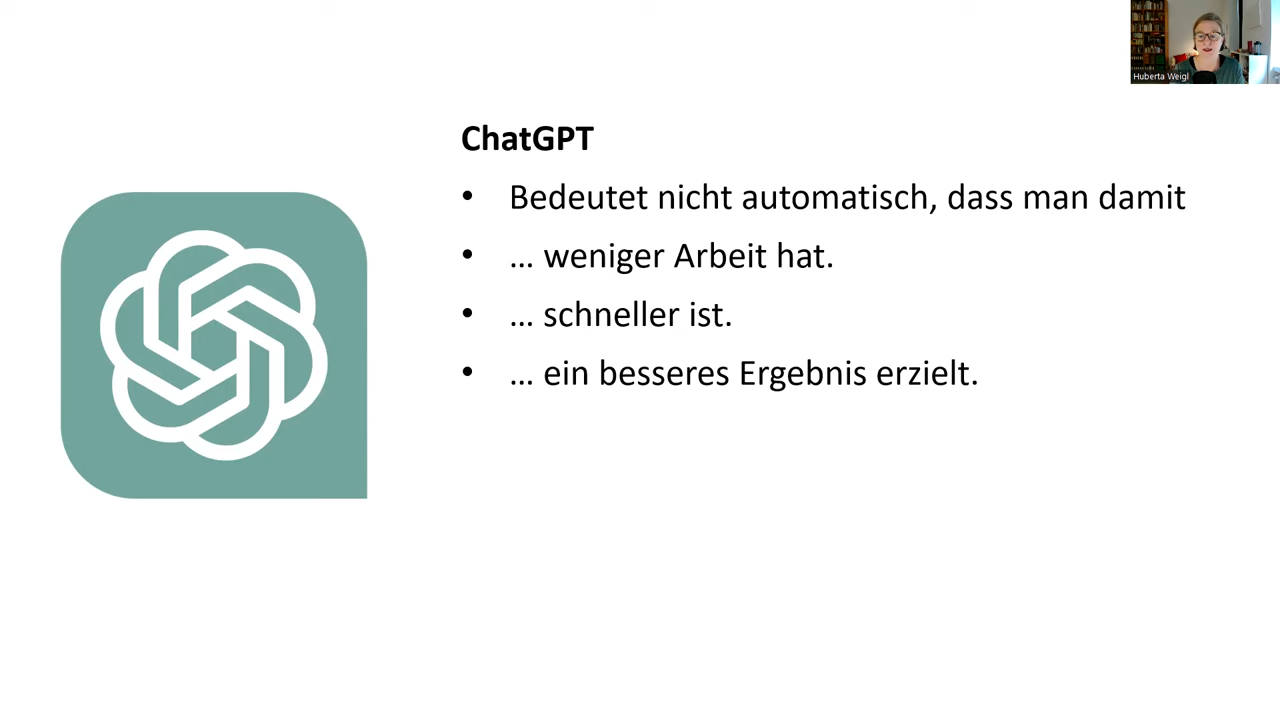 Huberta Weigl
ChatGPT
• Bedeutet nicht automatisch, dass man damit
• … weniger Arbeit hat.
• … schneller ist.
• … ein besseres Ergebnis erzielt.